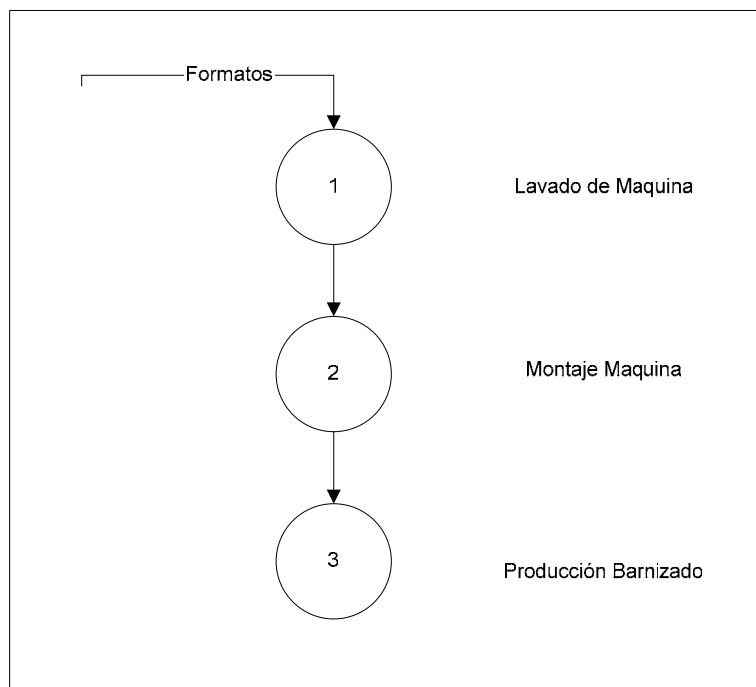 Formatos
1
Lavado de Maquina
2
Montaje Maquina
3
Producción Barnizado